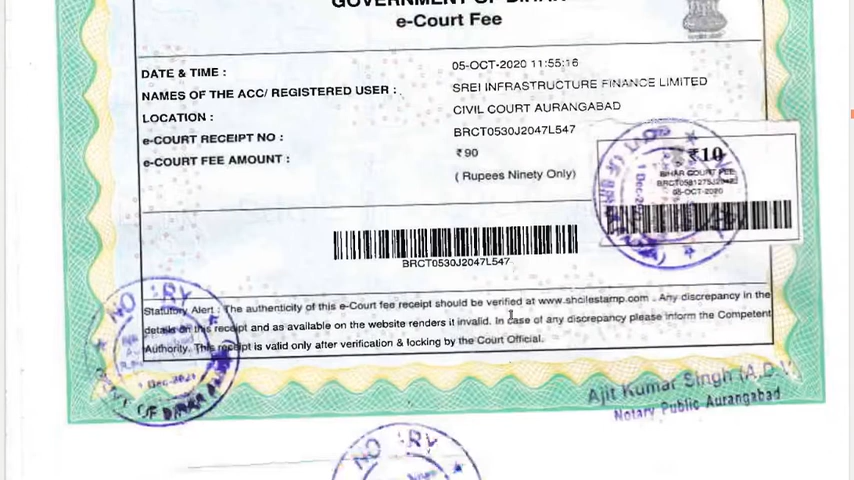 GOVERNMENT OF BIHAR
e-Court Fee
DATE & TIME : 05-OCT-2020 11:55:16
NAMES OF THE ACC/ REGISTERED USER : SREI INFRASTRUCTURE FINANCE LIMITED
LOCATION : CIVIL COURT AURANGABAD
e-COURT RECEIPT NO : BRCT0530J2047L547
e-COURT FEE AMOUNT : ₹90
( Rupees Ninety Only)
₹10
BIHAR COURT FEE
05-OCT-2020
BRCT0530J2047L547
Statutory Alert : The authenticity of this e-Court fee receipt should be verified at www.shcilestamp.com . Any discrepancy in the
details on this receipt and as available on the website renders it invalid. In case of any discrepancy please inform the Competent
Authority. This receipt is valid only after verification & locking by the Court Official.
Ajit Kumar Singh
Notary Public Aurangabad